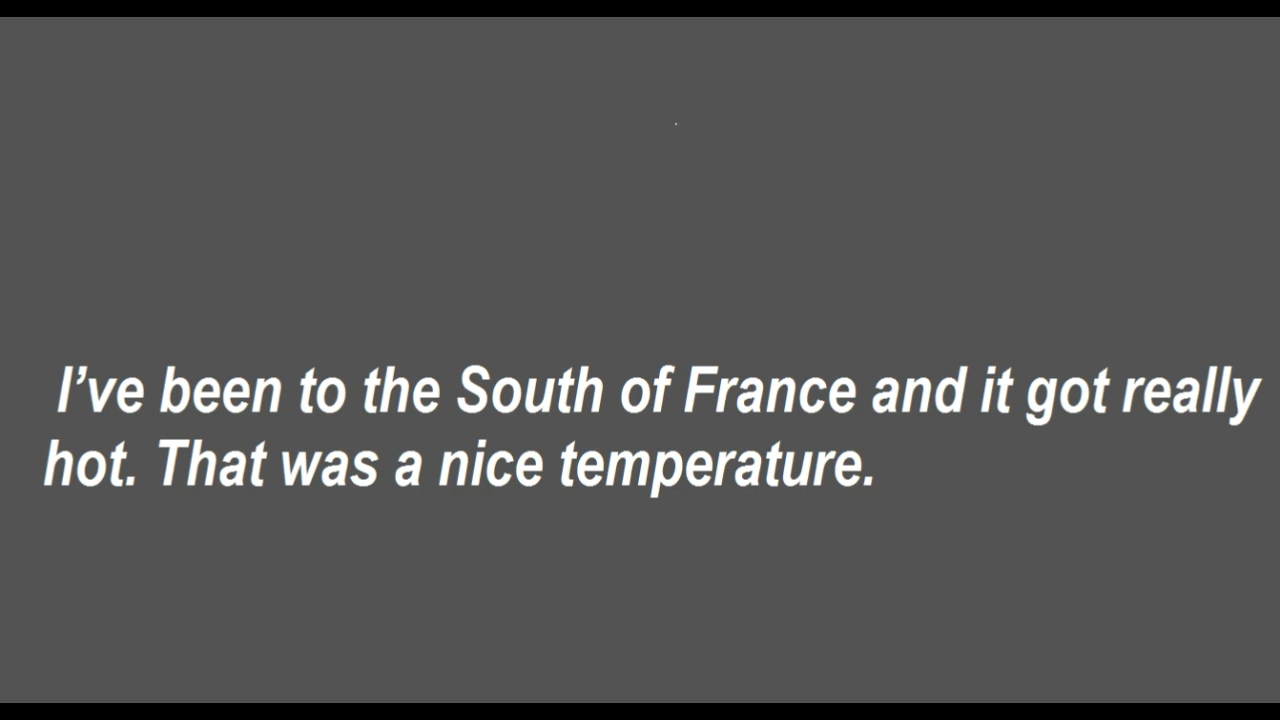 I’ve been to the South of France and it got really
hot. That was a nice temperature.